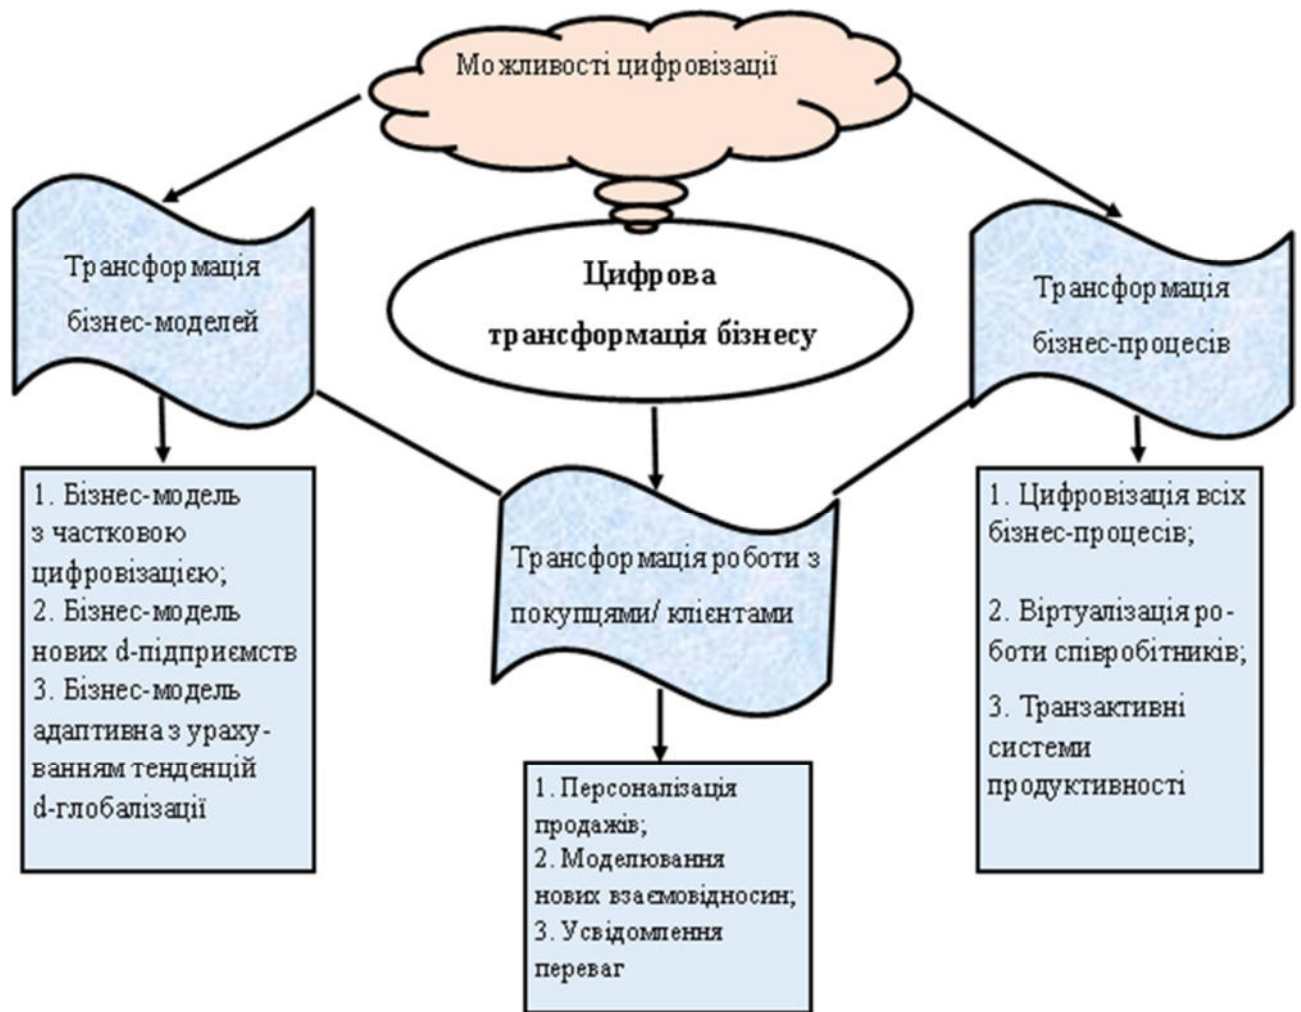 Можливості цифровізації
Цифрова
трансформація бізнесу
Трансформація
бізнес-моделей
Трансформація
бізнес-процесів
Трансформація роботи з
покупцями/ клієнтами
1. Бізнес-модель
з частковою
цифровізацією;
2. Бізнес-модель
нових d-підприємств
3. Бізнес-модель
адаптивна зураху-
ванням тенденцій
d-глобалізації
1. Персоналізація
продажів;
2. Моделювання
нових взаємовідносин;
3. Усвідомлення
переваг
1. Цифровізація всіх
бізнес-процесів;
2. Віртуалізація ро-
боти співробітників;
3. Транзактивні
системи
продуктивності